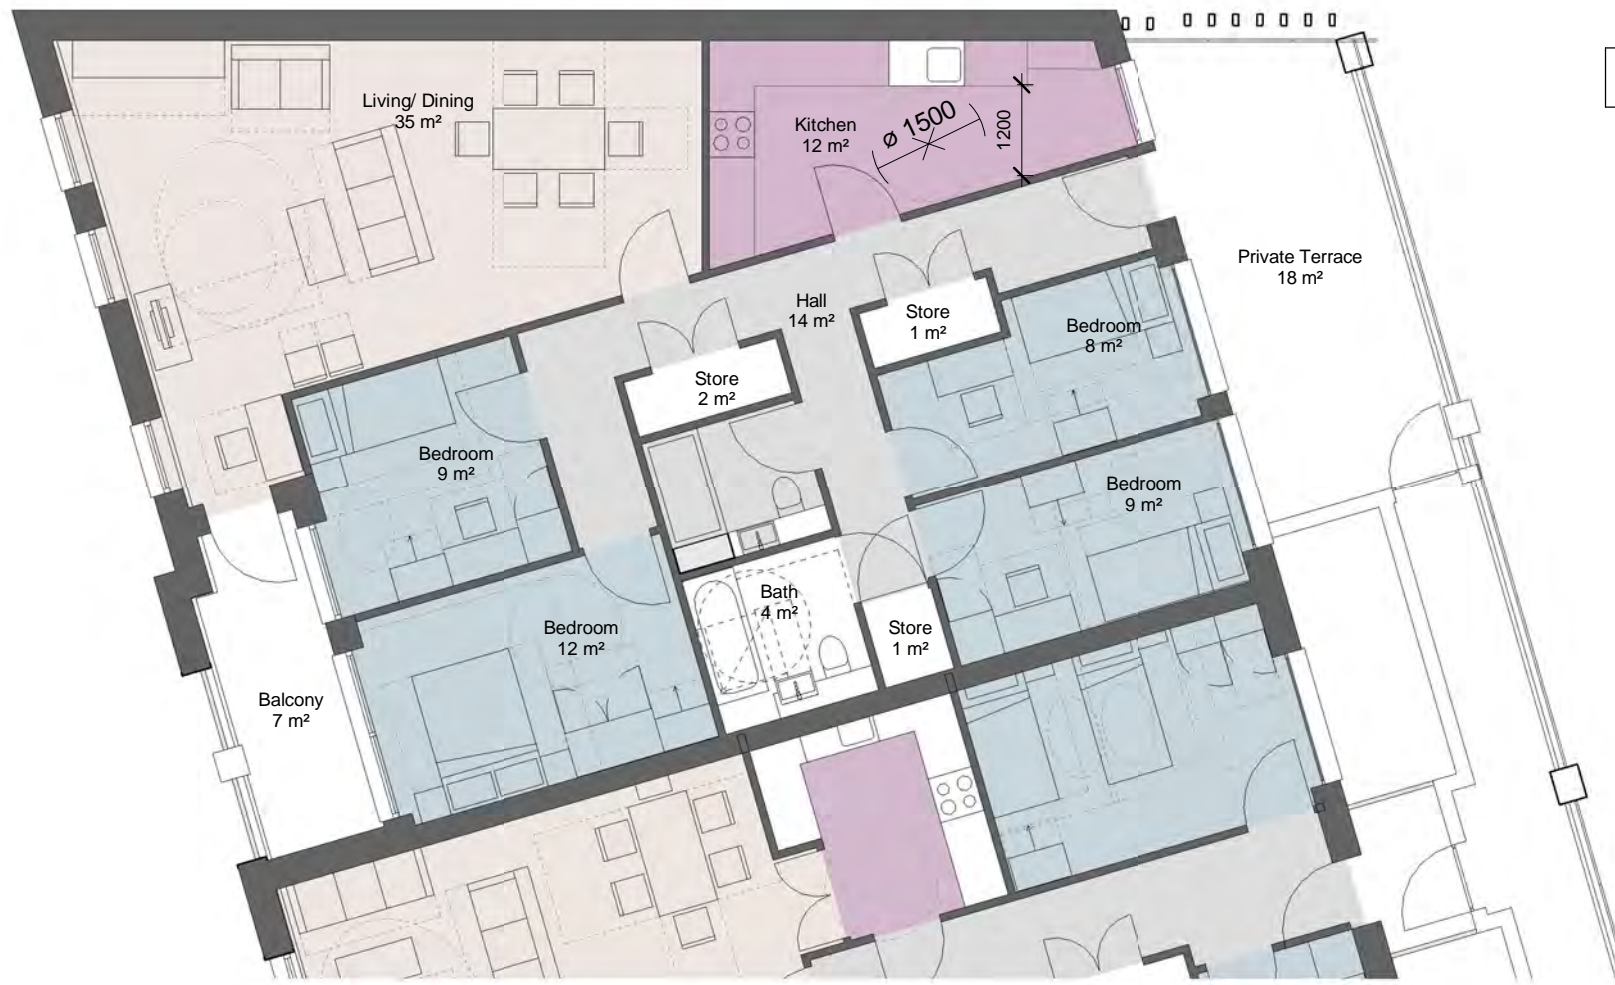 Living/ Dining
35 m²
Kitchen
12 m²
ø 1500
1200
Private Terrace
18 m²
Hall
14 m²
Store
1 m²
Bedroom
8 m²
Store
2 m²
Bedroom
9 m²
Bedroom
9 m²
Bath
4 m²
Bedroom
12 m²
Store
1 m²
Balcony
7 m²